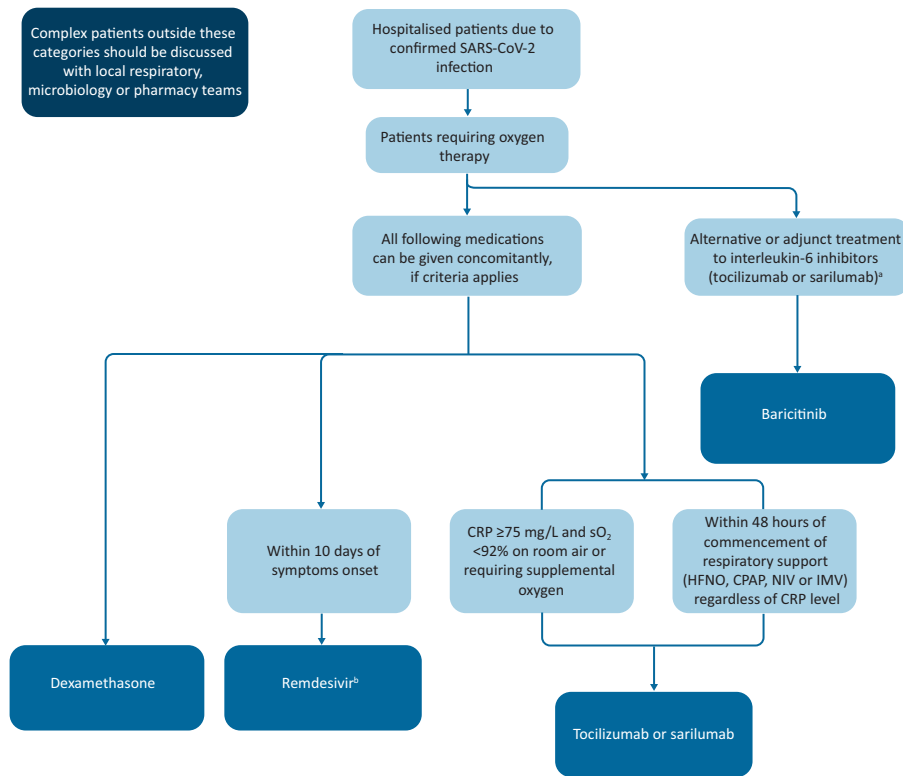 Complex patients outside these
categories should be discussed
with local respiratory,
microbiology or pharmacy teams
Hospitalised patients due to
confirmed SARS-CoV-2
infection
Patients requiring oxygen
therapy
All following medications
can be given concomitantly,
if criteria applies
Alternative or adjunct treatment
to interleukin-6 inhibitors
(tocilizumab or sarilumab)ᵃ
Baricitinib
Within 10 days of
symptoms onset
CRP ≥75 mg/L and sO₂
<92% on room air or
requiring supplemental
oxygen
Within 48 hours of
commencement of
respiratory support
(HFNO, CPAP, NIV or IMV)
regardless of CRP level
Dexamethasone
Remdesivirᵇ
Tocilizumab or sarilumab